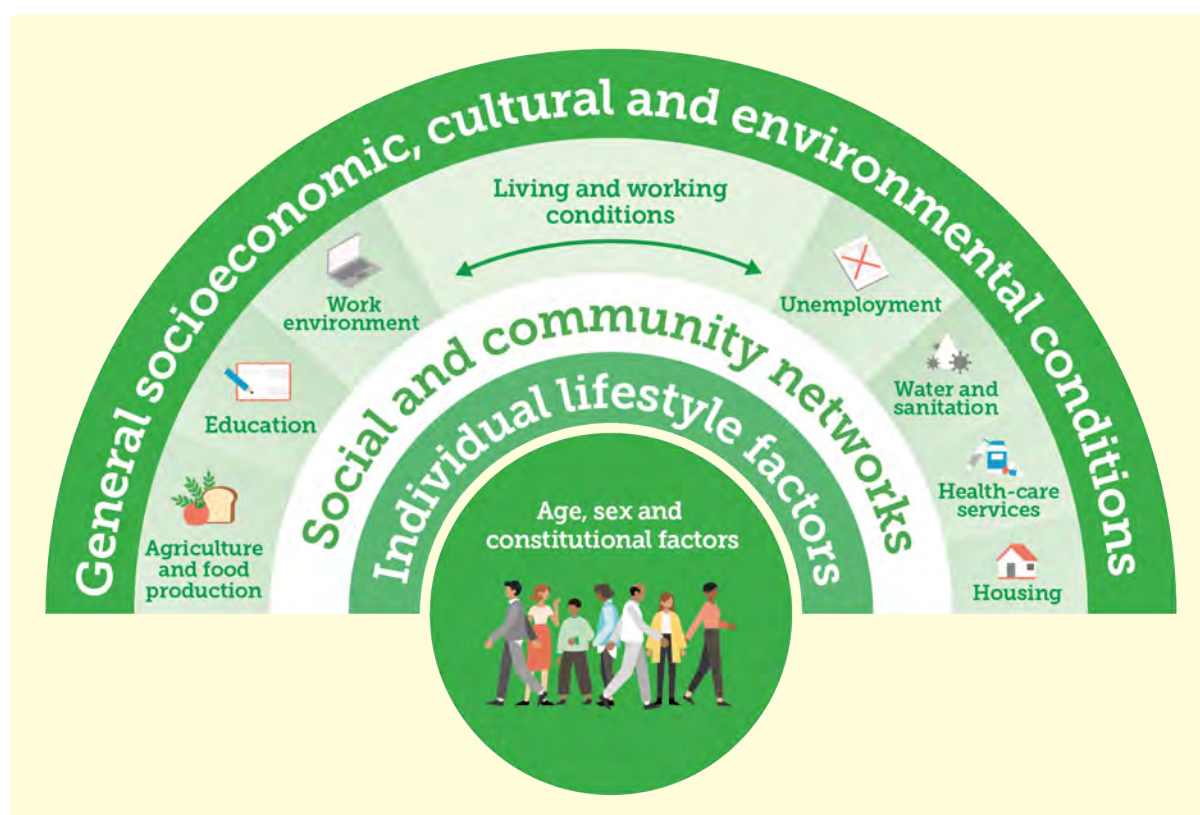 General socioeconomic, cultural and environmental conditions
Living and working
conditions
Work
environment
Unemployment
Education
Water and
sanitation
Agriculture
and food
production
Health-care
services
Housing
Social and community networks
Individual lifestyle factors
Age, sex and
constitutional factors